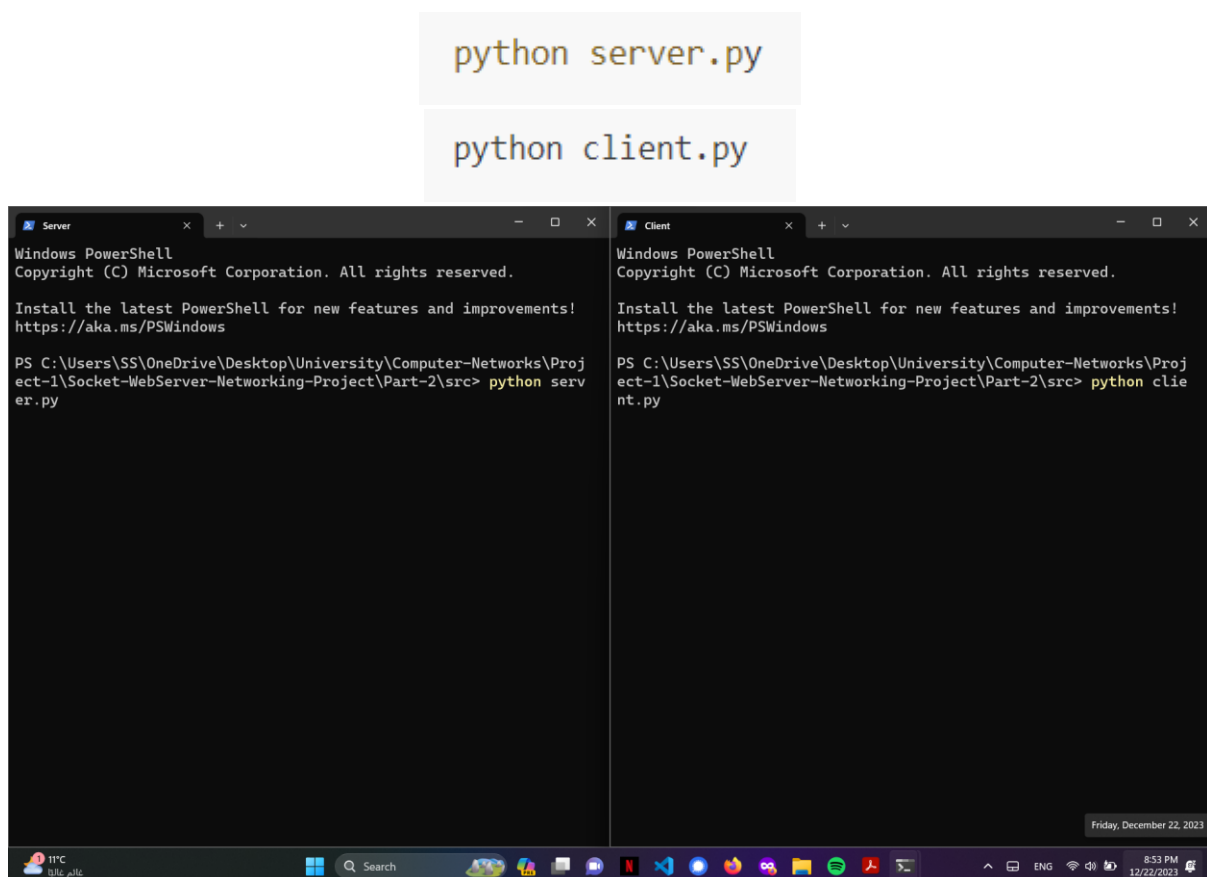 python server.py
python client.py
Server
Windows PowerShell
Copyright (C) Microsoft Corporation. All rights reserved.
Install the latest PowerShell for new features and improvements!
https://aka.ms/PSWindows
PS C:\Users\SS\OneDrive\Desktop\University\Computer-Networks\Proj
ect-1\Socket-WebServer-Networking-Project\Part-2\src> python serv
er.py
Client
Windows PowerShell
Copyright (C) Microsoft Corporation. All rights reserved.
Install the latest PowerShell for new features and improvements!
https://aka.ms/PSWindows
PS C:\Users\SS\OneDrive\Desktop\University\Computer-Networks\Proj
ect-1\Socket-WebServer-Networking-Project\Part-2\src> python clie
nt.py
Friday, December 22, 2023
1
11°C
غائم غالبًا
Search
ENG
8:53 PM
12/22/2023